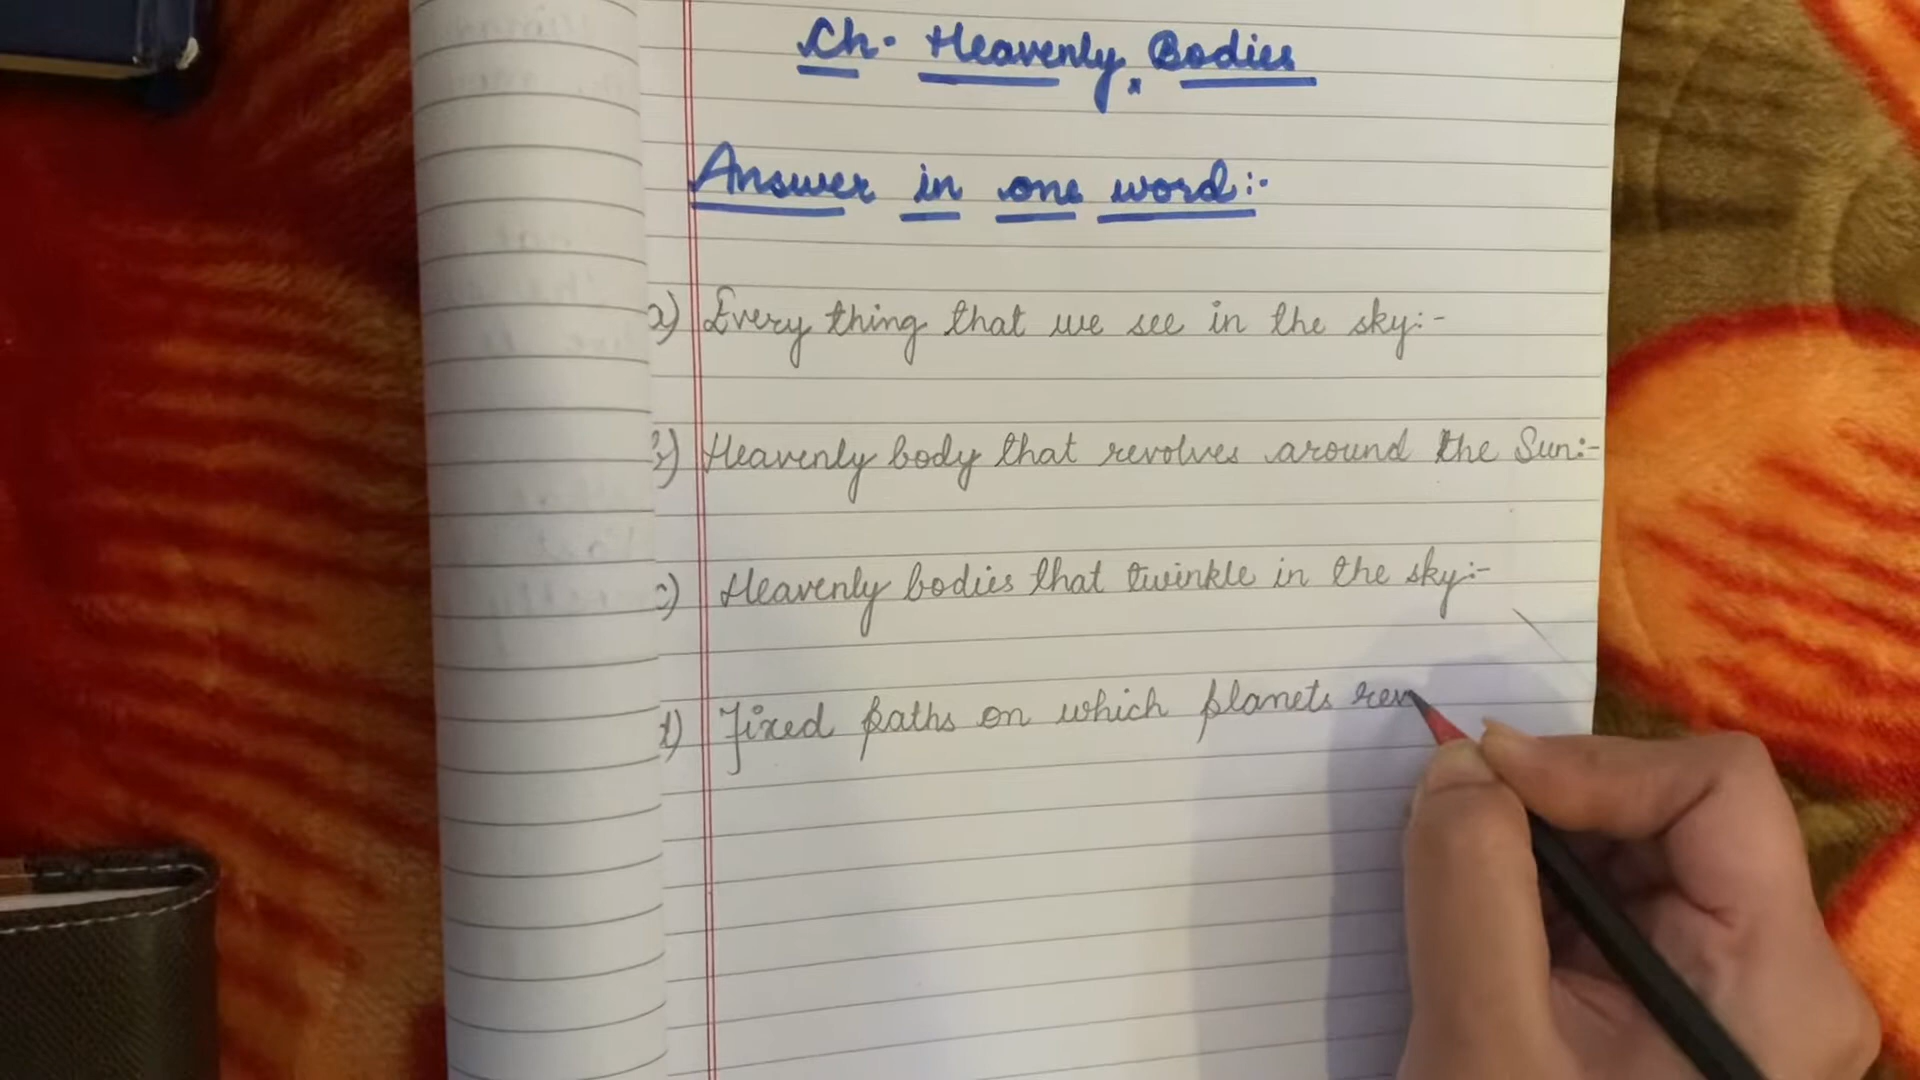 Ch. Heavenly Bodies
Answer in one word:-
a) Every thing that we see in the sky:-
b) Heavenly body that revolves around the Sun:-
c) Heavenly bodies that twinkle in the sky:-
d) Fixed paths on which planets rev